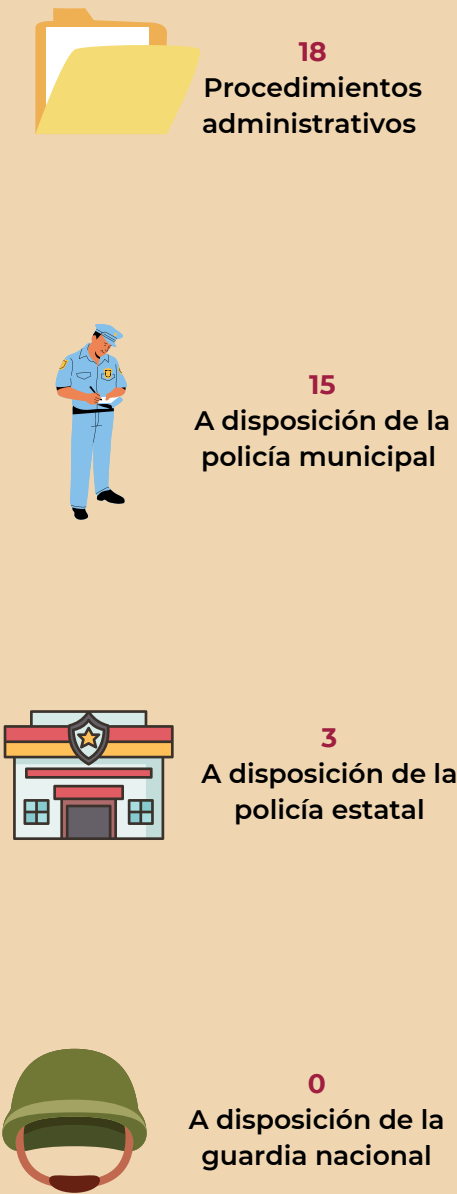 18
Procedimientos
administrativos
15
A disposición de la
policía municipal
3
A disposición de la
policía estatal
0
A disposición de la
guardia nacional